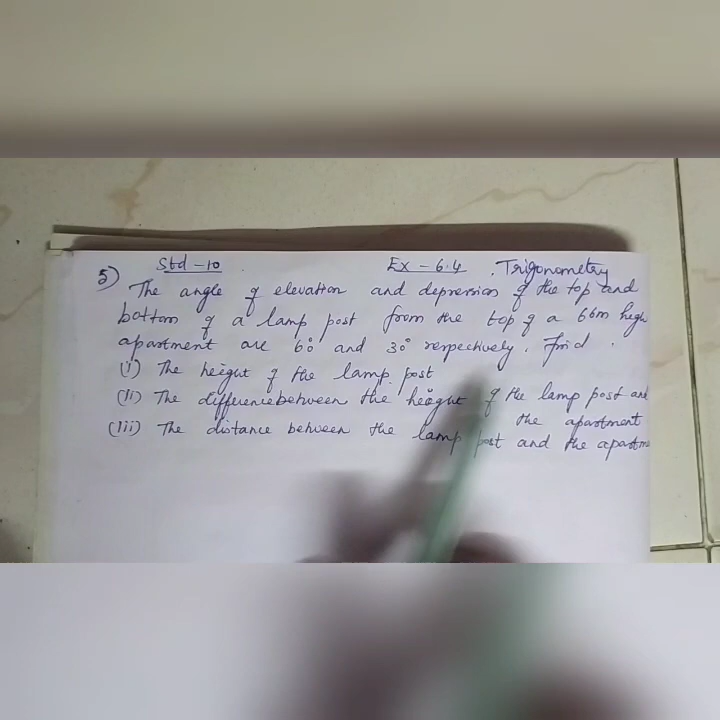 Std - 10 Ex - 6.4 , Trigonometry
5) The angle of elevation and depression of the top and
bottom of a lamp post from the top of a 66m high
apartment are 60° and 30° respectively. Find
(i) The height of the lamp post
(ii) The difference between the height of the lamp post and
the apartment
(iii) The distance between the lamp post and the apartm